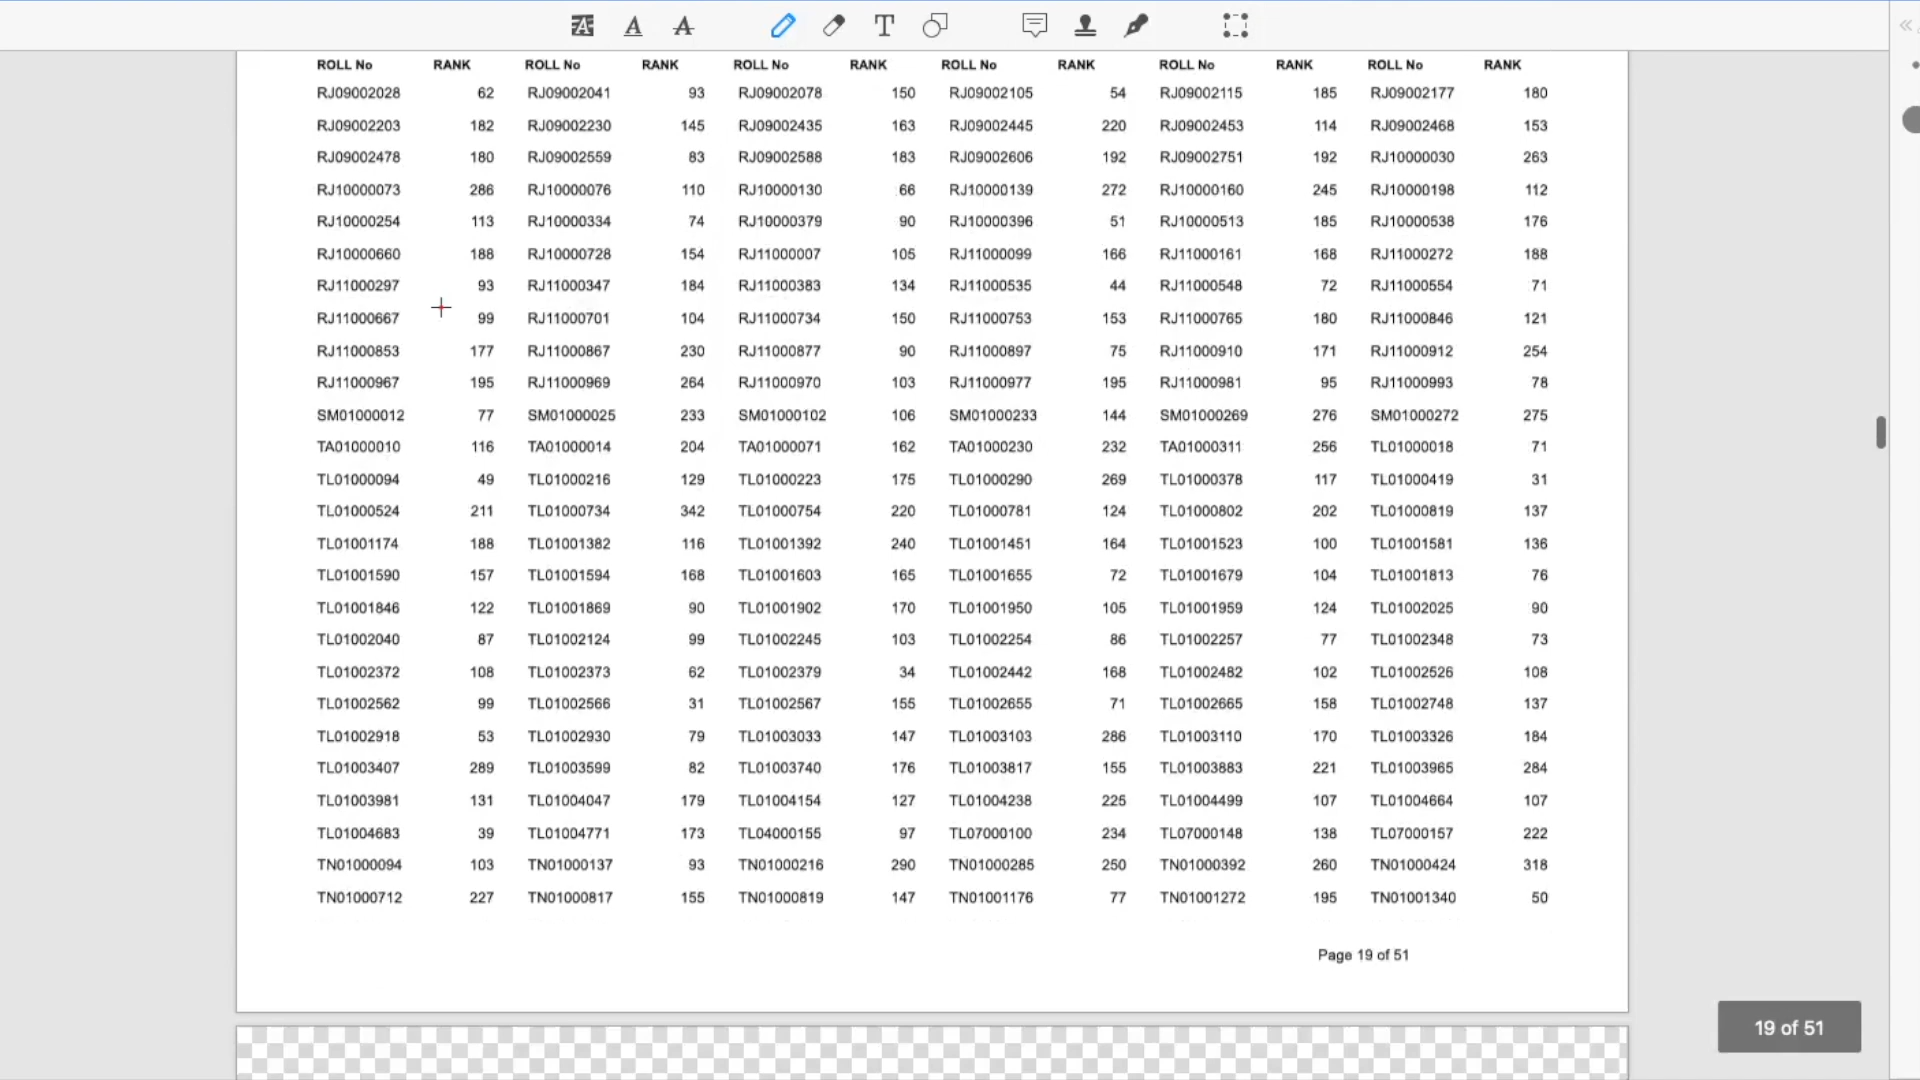 ROLL No RANK ROLL No RANK ROLL No RANK ROLL No RANK ROLL No RANK ROLL No RANK
RJ09002028 62 RJ09002041 93 RJ09002078 150 RJ09002105 54 RJ09002115 185 RJ09002177 180
RJ09002203 182 RJ09002230 145 RJ09002435 163 RJ09002445 220 RJ09002453 114 RJ09002468 153
RJ09002478 180 RJ09002559 83 RJ09002588 183 RJ09002606 192 RJ09002751 192 RJ10000030 263
RJ10000073 286 RJ10000076 110 RJ10000130 66 RJ10000139 272 RJ10000160 245 RJ10000198 112
RJ10000254 113 RJ10000334 74 RJ10000379 90 RJ10000396 51 RJ10000513 185 RJ10000538 176
RJ10000660 188 RJ10000728 154 RJ11000007 105 RJ11000099 166 RJ11000161 168 RJ11000272 188
RJ11000297 93 RJ11000347 184 RJ11000383 134 RJ11000535 44 RJ11000548 72 RJ11000554 71
RJ11000667 99 RJ11000701 104 RJ11000734 150 RJ11000753 153 RJ11000765 180 RJ11000846 121
RJ11000853 177 RJ11000867 230 RJ11000877 90 RJ11000897 75 RJ11000910 171 RJ11000912 254
RJ11000967 195 RJ11000969 264 RJ11000970 103 RJ11000977 195 RJ11000981 95 RJ11000993 78
SM01000012 77 SM01000025 233 SM01000102 106 SM01000233 144 SM01000269 276 SM01000272 275
TA01000010 116 TA01000014 204 TA01000071 162 TA01000230 232 TA01000311 256 TL01000018 71
TL01000094 49 TL01000216 129 TL01000223 175 TL01000290 269 TL01000378 117 TL01000419 31
TL01000524 211 TL01000734 342 TL01000754 220 TL01000781 124 TL01000802 202 TL01000819 137
TL01001174 188 TL01001382 116 TL01001392 240 TL01001451 164 TL01001523 100 TL01001581 136
TL01001590 157 TL01001594 168 TL01001603 165 TL01001655 72 TL01001679 104 TL01001813 76
TL01001846 122 TL01001869 90 TL01001902 170 TL01001950 105 TL01001959 124 TL01002025 90
TL01002040 87 TL01002124 99 TL01002245 103 TL01002254 86 TL01002257 77 TL01002348 73
TL01002372 108 TL01002373 62 TL01002379 34 TL01002442 168 TL01002482 102 TL01002526 108
TL01002562 99 TL01002566 31 TL01002567 155 TL01002655 71 TL01002665 158 TL01002748 137
TL01002918 53 TL01002930 79 TL01003033 147 TL01003103 286 TL01003110 170 TL01003326 184
TL01003407 289 TL01003599 82 TL01003740 176 TL01003817 155 TL01003883 221 TL01003965 284
TL01003981 131 TL01004047 179 TL01004154 127 TL01004238 225 TL01004499 107 TL01004664 107
TL01004683 39 TL01004771 173 TL04000155 97 TL07000100 234 TL07000148 138 TL07000157 222
TN01000094 103 TN01000137 93 TN01000216 290 TN01000285 250 TN01000392 260 TN01000424 318
TN01000712 227 TN01000817 155 TN01000819 147 TN01001176 77 TN01001272 195 TN01001340 50
Page 19 of 51
19 of 51